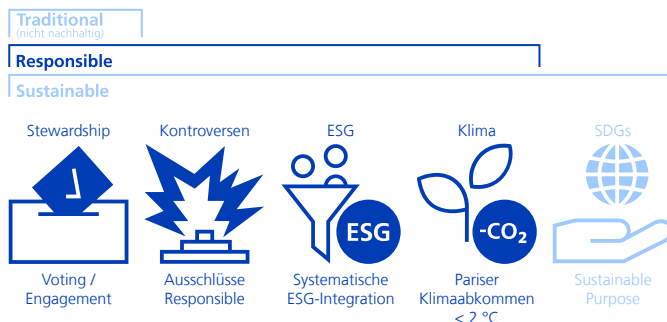 Traditional
(nicht nachhaltig)
Responsible
Sustainable
Stewardship Kontroversen ESG Klima SDGs
ESG -CO₂
Voting / Ausschlüsse Systematische Pariser Sustainable
Engagement Responsible ESG-Integration Klimaabkommen Purpose
< 2 °C